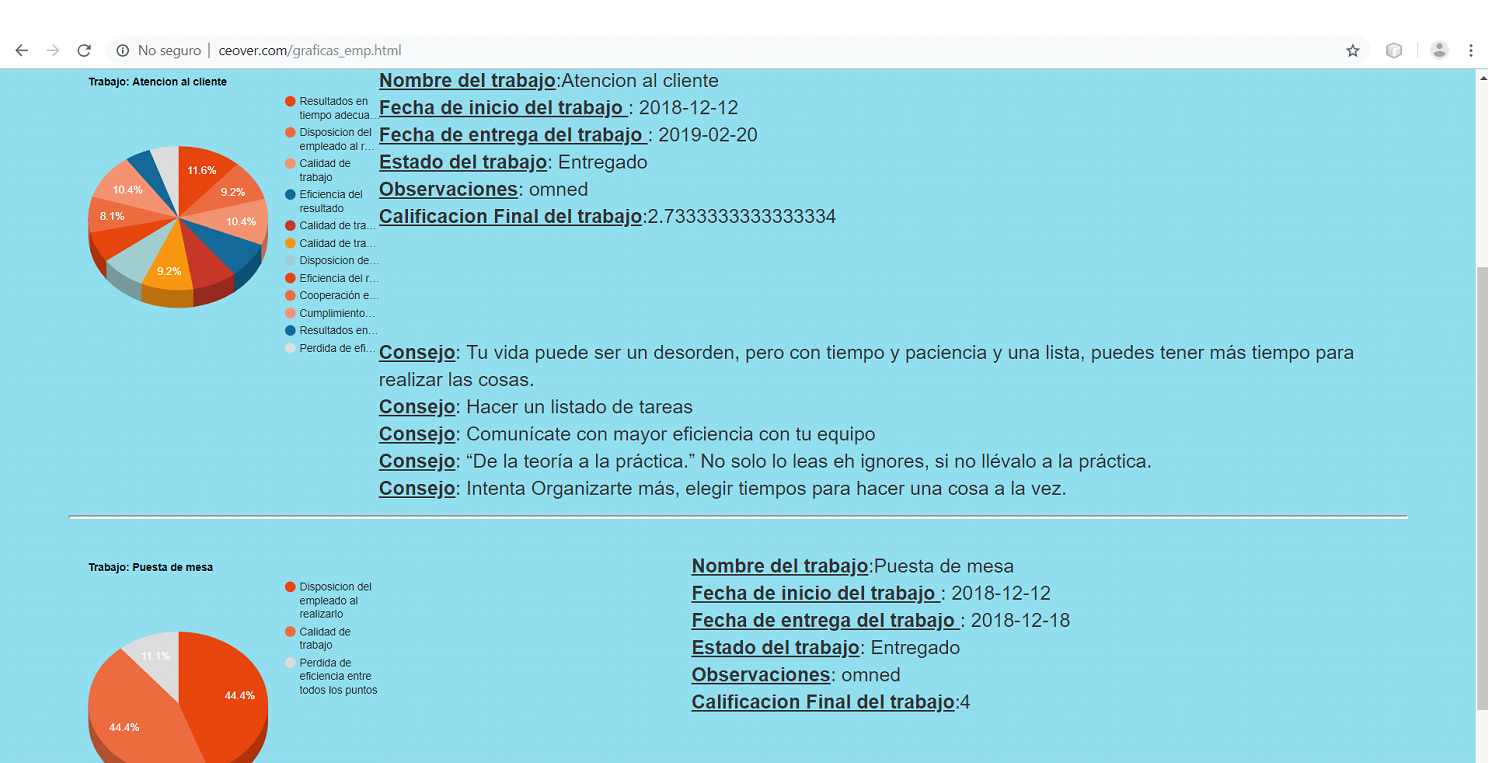 No seguro | ceover.com/graficas_emp.html
Trabajo: Atencion al cliente
Resultados en
tiempo adecua...
Disposicion del
empleado al r...
Calidad de
trabajo
Eficiencia del
resultado
Calidad de tra...
Calidad de tra...
Disposicion de...
Eficiencia del r...
Cooperación e...
Cumplimiento...
Resultados en...
Perdida de efi...
11.6%
9.2%
10.4%
9.2%
8.1%
10.4%
Nombre del trabajo:Atencion al cliente
Fecha de inicio del trabajo : 2018-12-12
Fecha de entrega del trabajo : 2019-02-20
Estado del trabajo: Entregado
Observaciones: omned
Calificacion Final del trabajo:2.7333333333333334
Consejo: Tu vida puede ser un desorden, pero con tiempo y paciencia y una lista, puedes tener más tiempo para
realizar las cosas.
Consejo: Hacer un listado de tareas
Consejo: Comunícate con mayor eficiencia con tu equipo
Consejo: “De la teoría a la práctica.” No solo lo leas eh ignores, si no llévalo a la práctica.
Consejo: Intenta Organizarte más, elegir tiempos para hacer una cosa a la vez.
Trabajo: Puesta de mesa
Disposicion del
empleado al
realizarlo
Calidad de
trabajo
Perdida de
eficiencia entre
todos los puntos
11.1%
44.4%
44.4%
Nombre del trabajo:Puesta de mesa
Fecha de inicio del trabajo : 2018-12-12
Fecha de entrega del trabajo : 2018-12-18
Estado del trabajo: Entregado
Observaciones: omned
Calificacion Final del trabajo:4